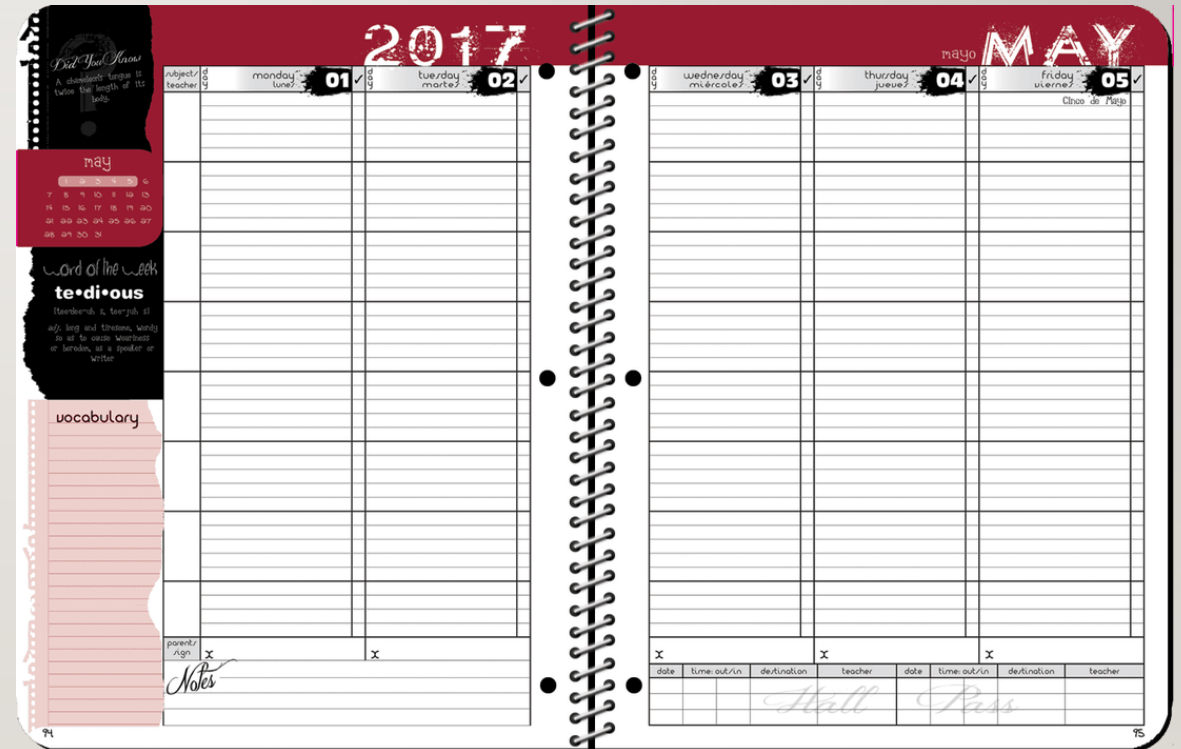 2017
mayo MAY
Did You Know
A chameleon's tongue is
twice the length of its
body.
may
1 2 3 4 5 6
7 8 9 10 11 12 13
14 15 16 17 18 19 20
21 22 23 24 25 26 27
28 29 30 31
word of the week
te•di•ous
adj. long and tiresome, wordy
so as to cause weariness
or boredom, as a speaker or
writer
vocabulary
subject/
teacher
day
monday
lunes
01 ✓
day
tuesday
martes
02 ✓
day
wednesday
miércoles
03 ✓
day
thursday
jueves
04 ✓
day
friday
viernes
05 ✓
Cinco de Mayo
parents
sign
x
x
x
x
x
Notes
date time: out/in destination teacher date time: out/in destination teacher
Hall Pass
94
95